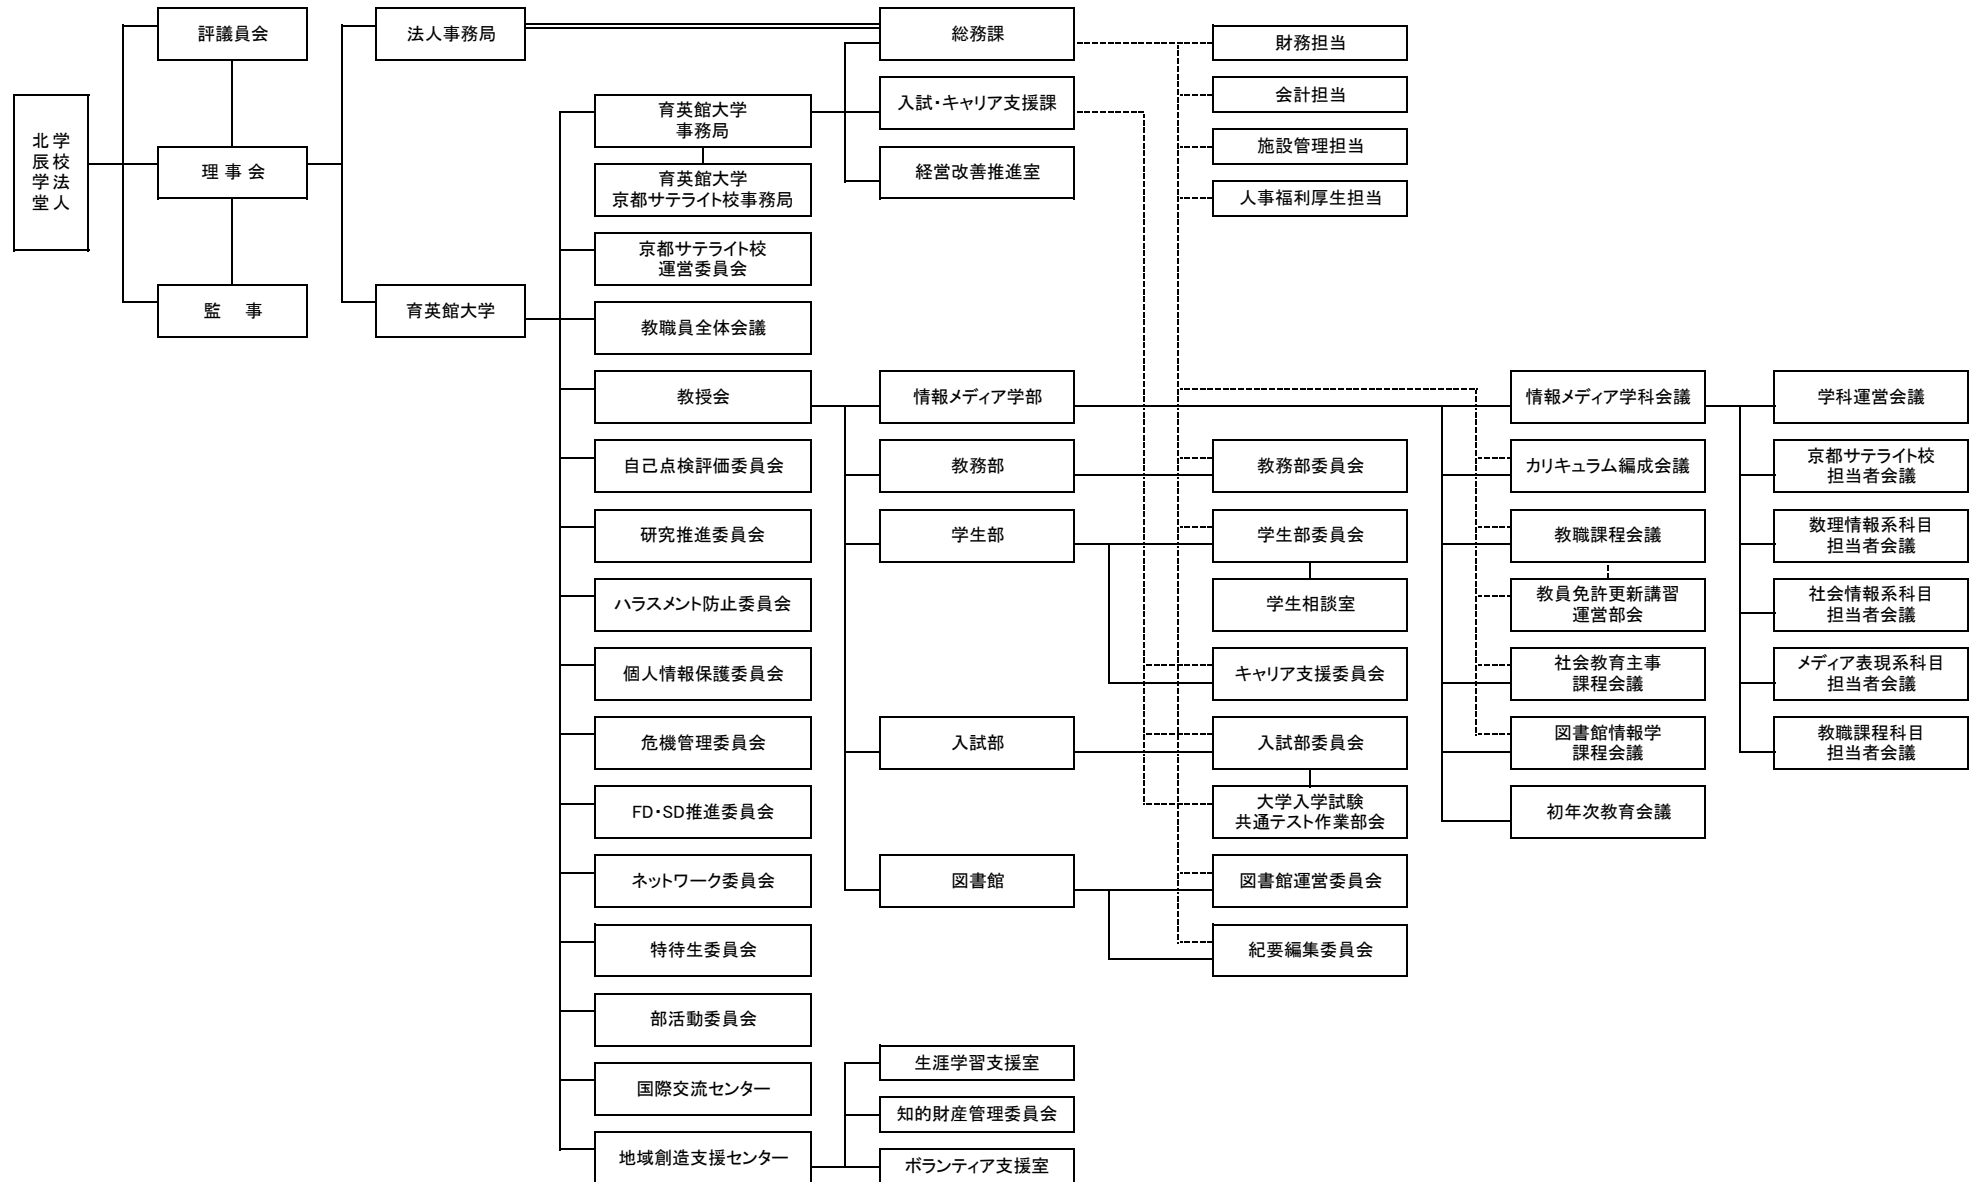 学校法人
北辰学堂
評議員会
理事会
監 事
法人事務局
育英館大学
育英館大学
事務局
育英館大学
京都サテライト校事務局
京都サテライト校
運営委員会
教職員全体会議
教授会
自己点検評価委員会
研究推進委員会
ハラスメント防止委員会
個人情報保護委員会
危機管理委員会
FD・SD推進委員会
ネットワーク委員会
特待生委員会
部活動委員会
国際交流センター
地域創造支援センター
総務課
入試・キャリア支援課
経営改善推進室
情報メディア学部
教務部
学生部
入試部
図書館
生涯学習支援室
知的財産管理委員会
ボランティア支援室
財務担当
会計担当
施設管理担当
人事福利厚生担当
教務部委員会
学生部委員会
学生相談室
キャリア支援委員会
入試部委員会
大学入学試験
共通テスト作業部会
図書館運営委員会
紀要編集委員会
情報メディア学科会議
カリキュラム編成会議
教職課程会議
教員免許更新講習
運営部会
社会教育主事
課程会議
図書館情報学
課程会議
初年次教育会議
学科運営会議
京都サテライト校
担当者会議
数理情報系科目
担当者会議
社会情報系科目
担当者会議
メディア表現系科目
担当者会議
教職課程科目
担当者会議